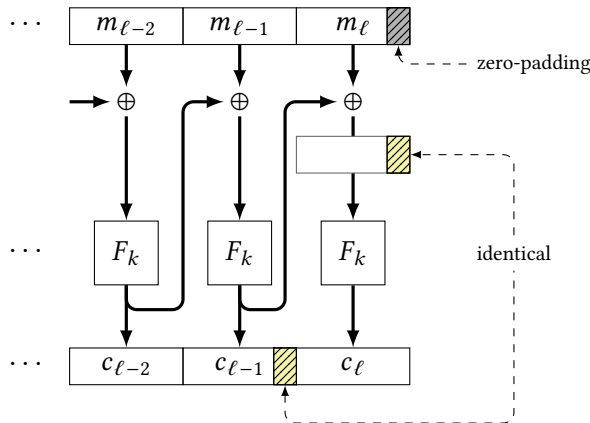 ⋯ m_{ℓ−2} m_{ℓ−1} m_ℓ
zero-padding
⊕ ⊕ ⊕
⋯ F_k F_k F_k
identical
⋯ c_{ℓ−2} c_{ℓ−1} c_ℓ